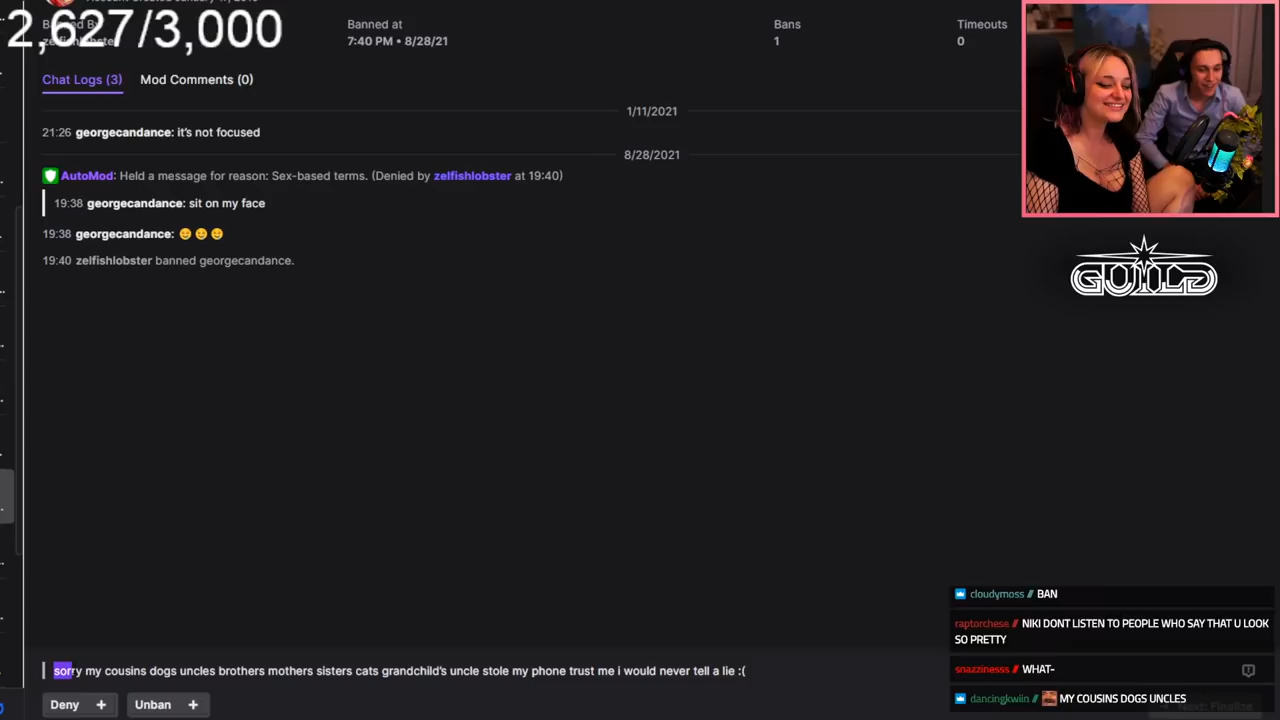 2,627/3,000
Banned at
Bans
Timeouts
7:40 PM • 8/28/21
1
0
Chat Logs (3)
Mod Comments (0)
1/11/2021
21:26 georgecandance: it's not focused
8/28/2021
AutoMod: Held a message for reason: Sex-based terms. (Denied by zelfishlobster at 19:40)
19:38 georgecandance: sit on my face
19:38 georgecandance: 😊 😊 😊
19:40 zelfishlobster banned georgecandance.
GUILD
cloudymoss // BAN
raptorchese // NIKI DONT LISTEN TO PEOPLE WHO SAY THAT U LOOK
SO PRETTY
snazzinesss // WHAT-
dancingkwiin // MY COUSINS DOGS UNCLES
sorry my cousins dogs uncles brothers mothers sisters cats grandchild's uncle stole my phone trust me i would never tell a lie :(
Deny +
Unban +
Next: Finalize